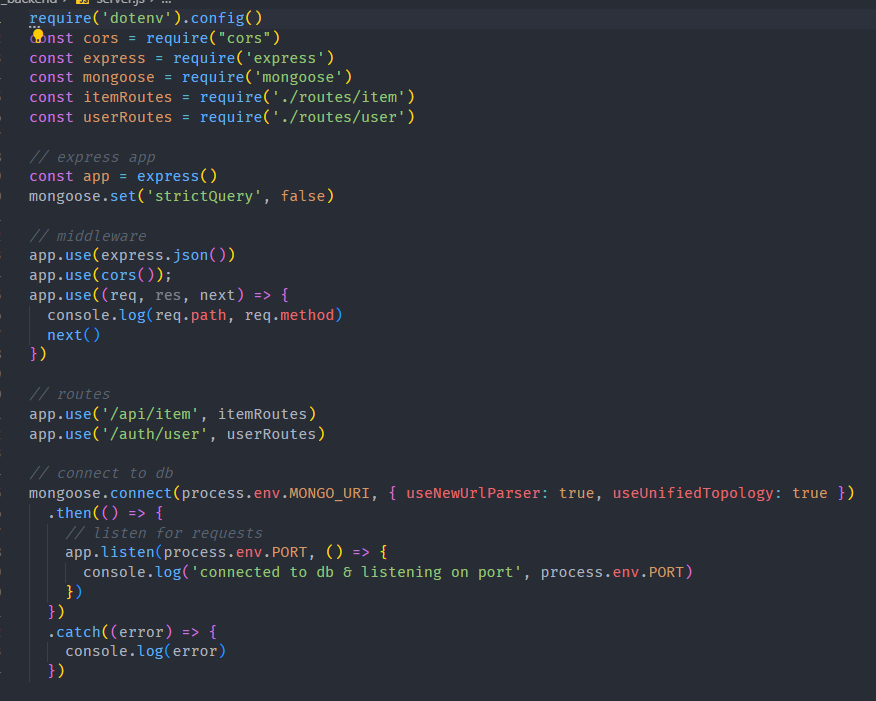 _backend > JS server.js > ...
require('dotenv').config()
const cors = require("cors")
const express = require('express')
const mongoose = require('mongoose')
const itemRoutes = require('./routes/item')
const userRoutes = require('./routes/user')
// express app
const app = express()
mongoose.set('strictQuery', false)
// middleware
app.use(express.json())
app.use(cors());
app.use((req, res, next) => {
console.log(req.path, req.method)
next()
})
// routes
app.use('/api/item', itemRoutes)
app.use('/auth/user', userRoutes)
// connect to db
mongoose.connect(process.env.MONGO_URI, { useNewUrlParser: true, useUnifiedTopology: true })
.then(() => {
// listen for requests
app.listen(process.env.PORT, () => {
console.log('connected to db & listening on port', process.env.PORT)
})
})
.catch((error) => {
console.log(error)
})